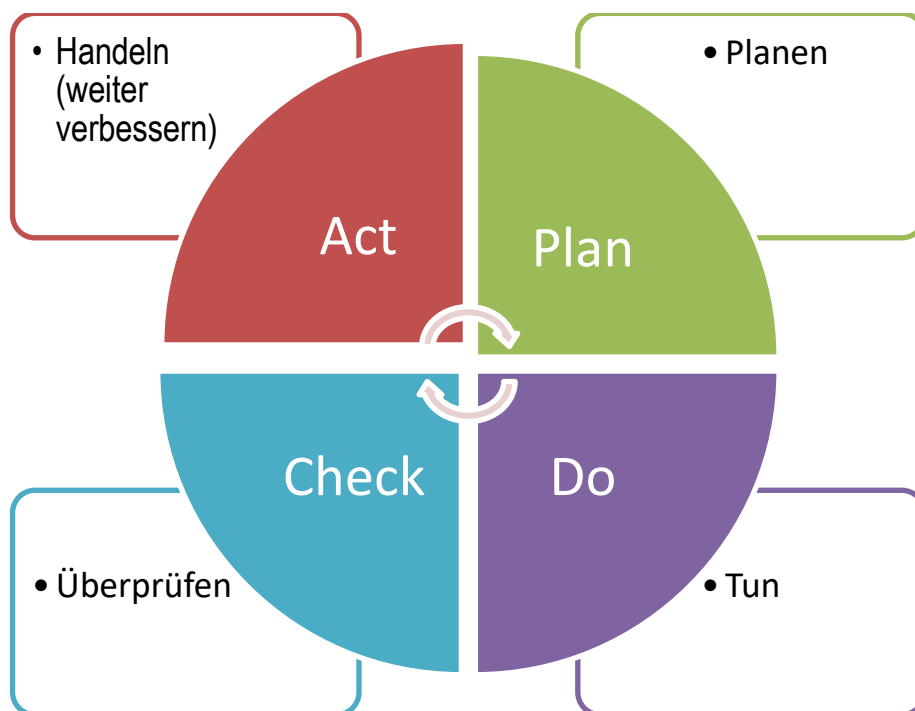 • Handeln
(weiter
verbessern)
• Planen
Act
Plan
Check
Do
• Überprüfen
• Tun